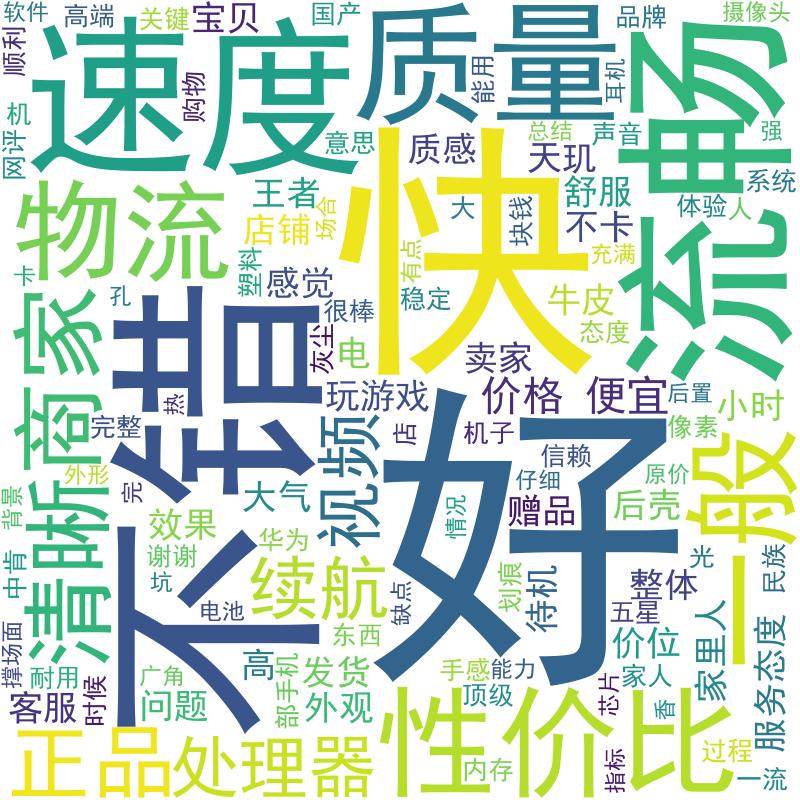 软件
高端
关键
宝贝
国产
品牌
摄像头
顺利
速度
质量
流畅
购物
能用
耳机
机
网评
意思
质感
总结
声音
强
天玑
系统
快
物流
王者
店铺
场合
大
块钱
舒服
不卡
体验
人
充满
卡
孔
塑料
感觉
有点
很棒
稳定
牛皮
态度
商家
不错
热
灰尘
电
卖家
玩游戏
价格
便宜
后置
小时
完整
视频
店
机子
信赖
像素
好
一般
清晰
外形
背景
完
大气
仔细
赠品
后壳
原价
情况
效果
谢谢
华为
中肯
坑
续航
电池
缺点
划痕
待机
整体
光
民族
五星
东西
价位
家里人
服务态度
撑场面
耐用
广角
高
部手机
发货
手感
能力
家人
客服
时候
问题
外观
顶级
芯片
香
正品
处理器
性价比
内存
指标
过程
一流